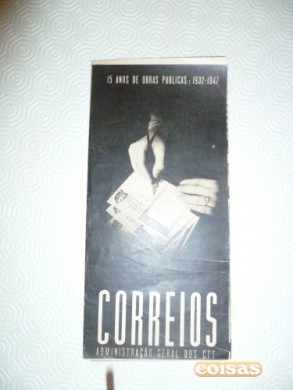 15 ANOS DE OBRAS PUBLICAS : 1932-1947
CORREIOS
ADMINISTRAÇÃO GERAL DOS CTT
coisas